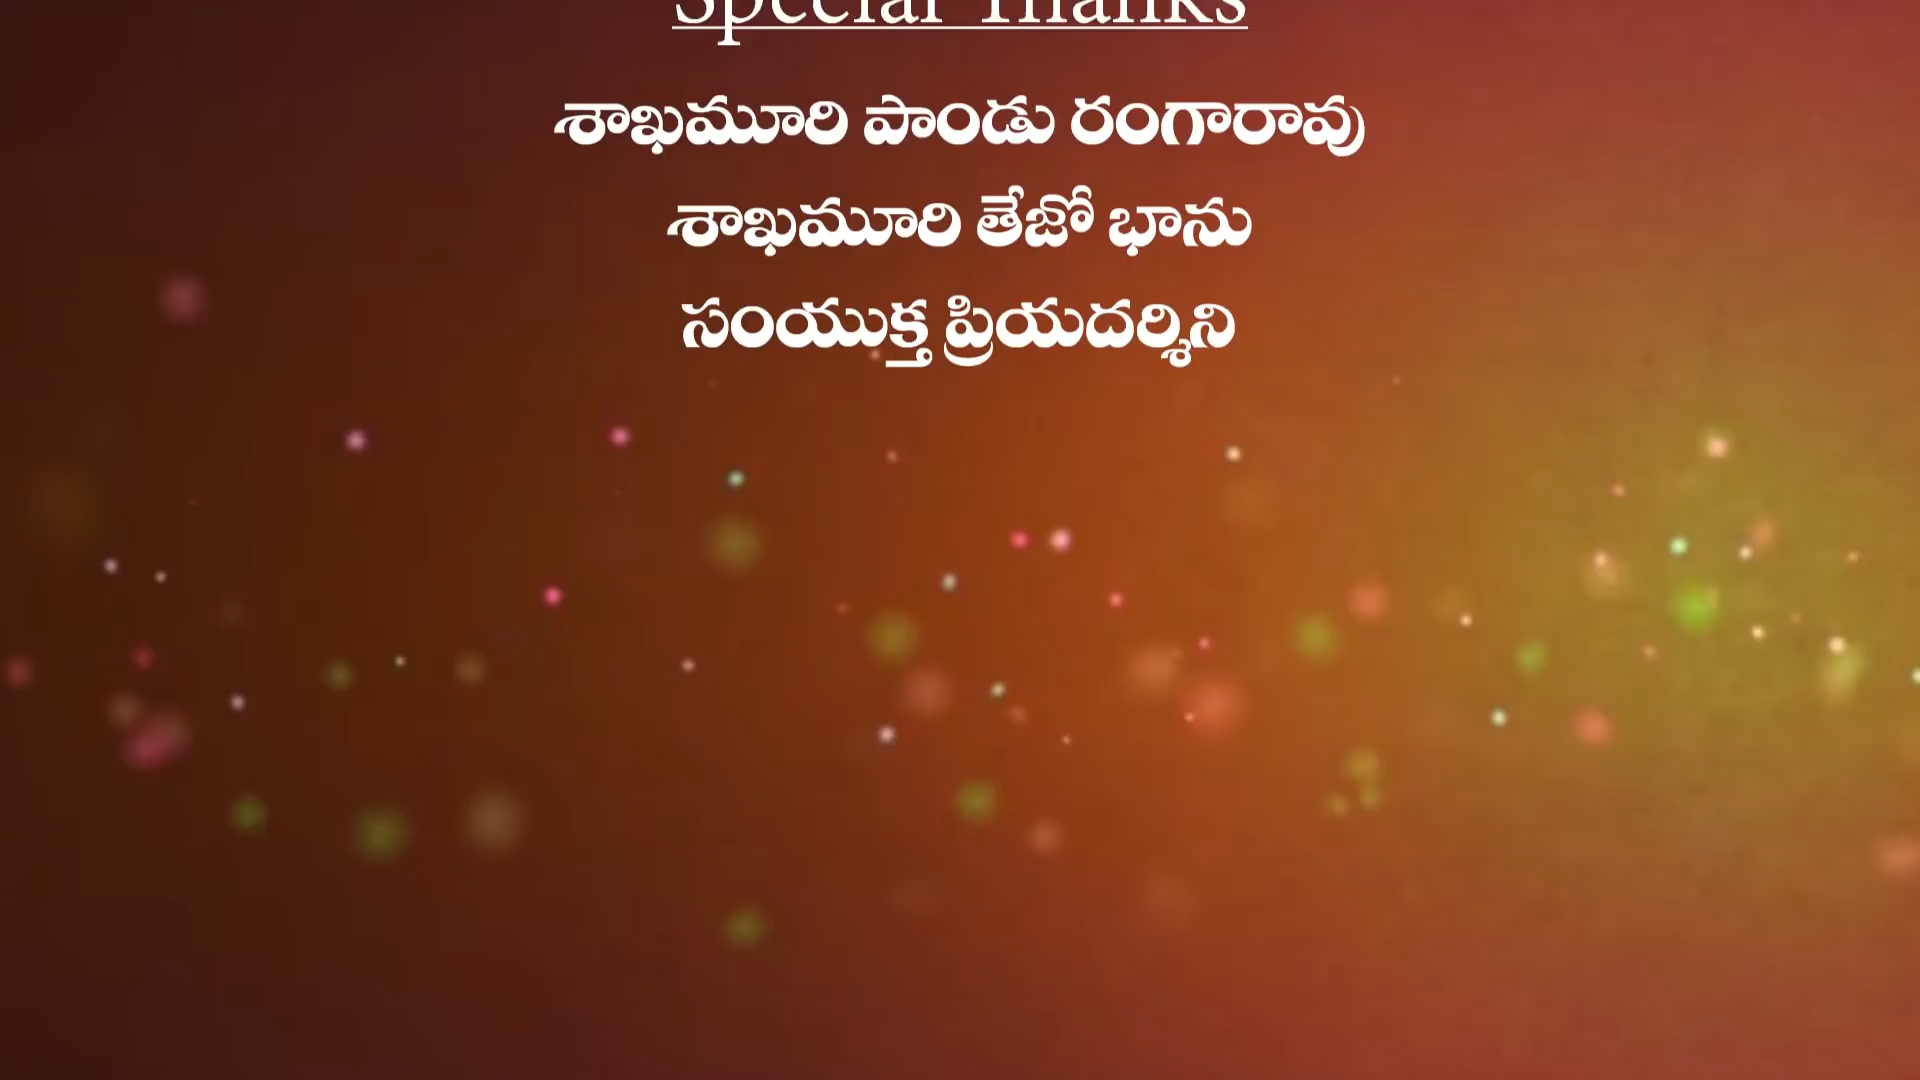 Special Thanks
శాఖమూరి పాండు రంగారావు
శాఖమూరి తేజో భాను
సంయుక్త ప్రియదర్శిని